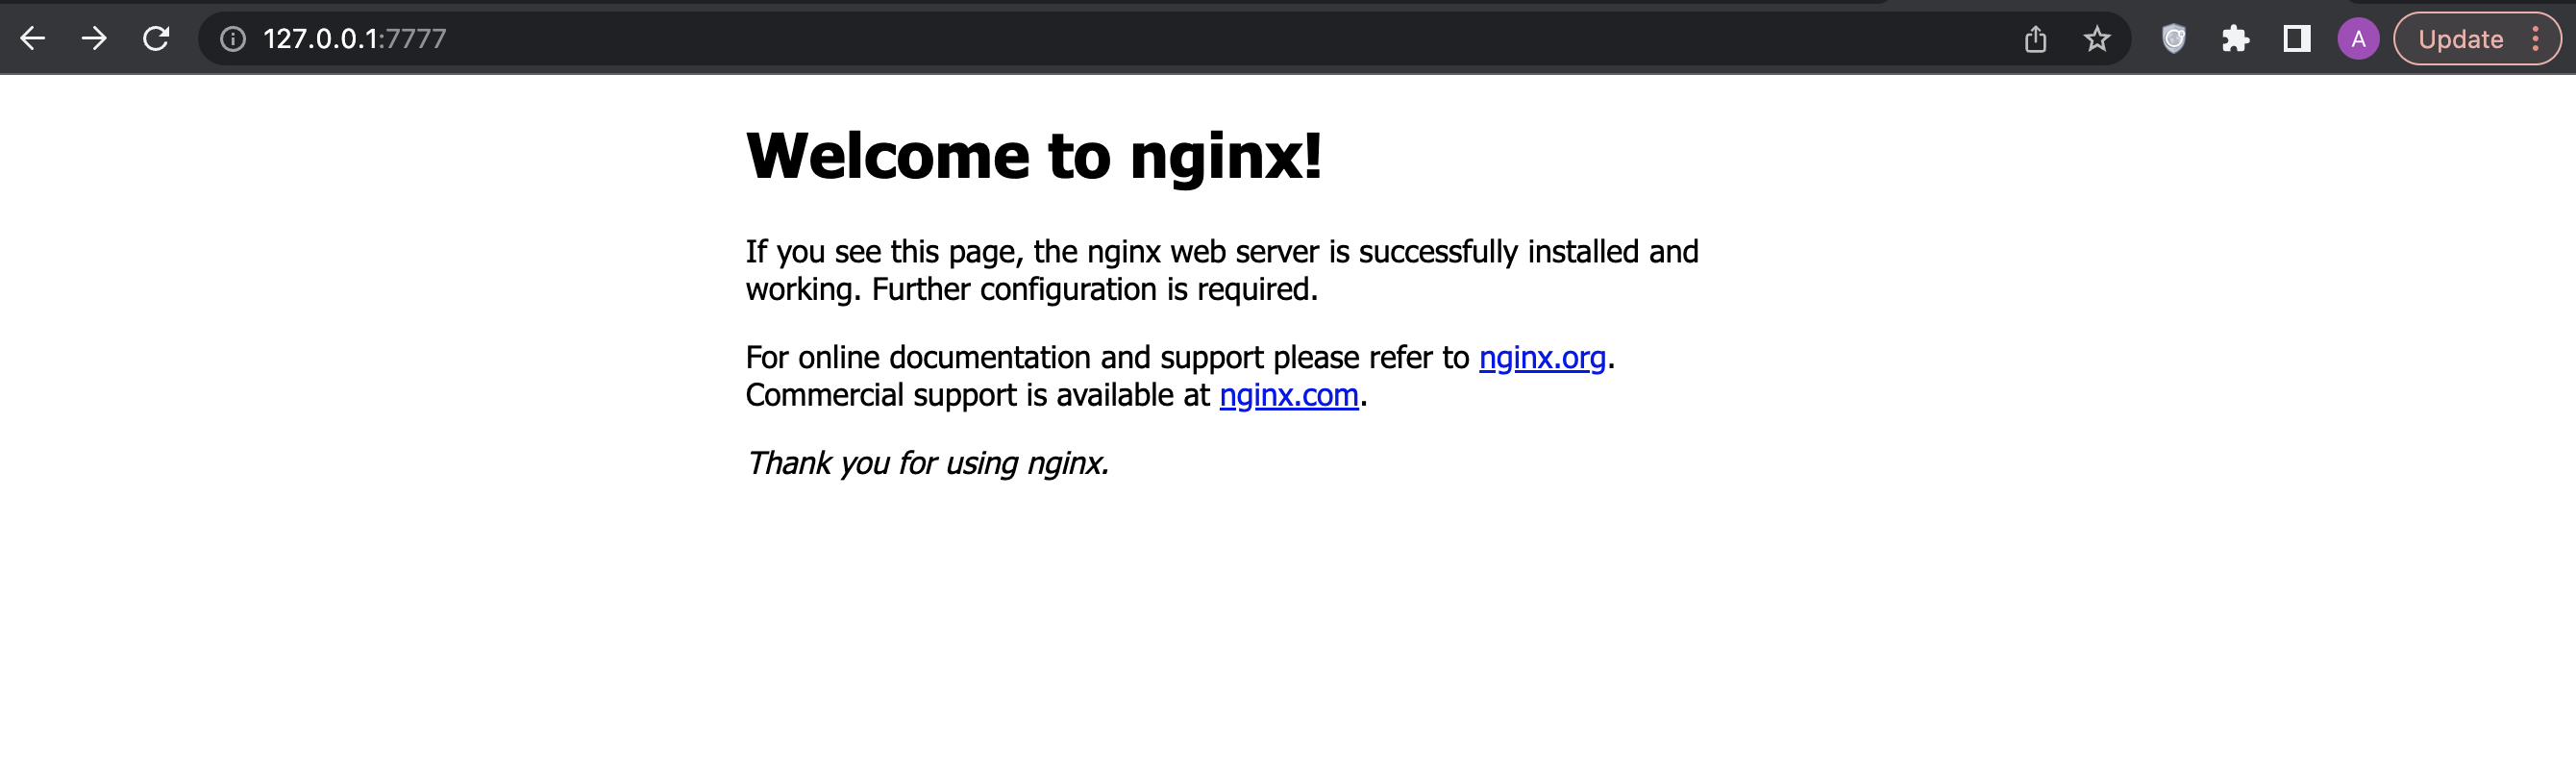 127.0.0.1:7777
A
Update
Welcome to nginx!
If you see this page, the nginx web server is successfully installed and
working. Further configuration is required.
For online documentation and support please refer to nginx.org.
Commercial support is available at nginx.com.
Thank you for using nginx.